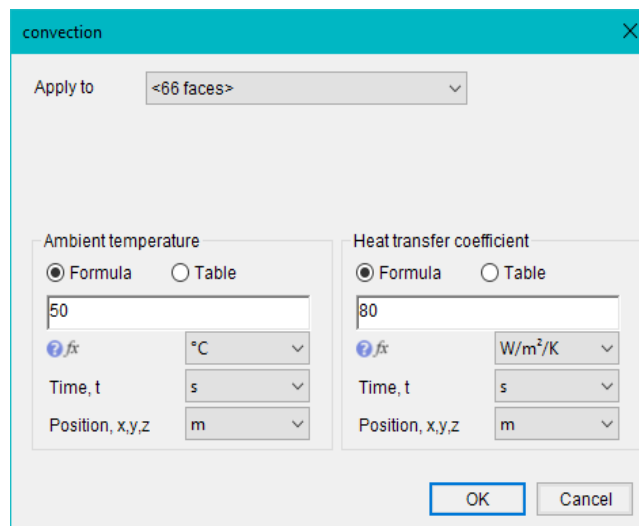 convection
Apply to <66 faces>
Ambient temperature
Formula Table
50
? fx °C
Time, t s
Position, x,y,z m
Heat transfer coefficient
Formula Table
80
? fx W/m²/K
Time, t s
Position, x,y,z m
OK Cancel